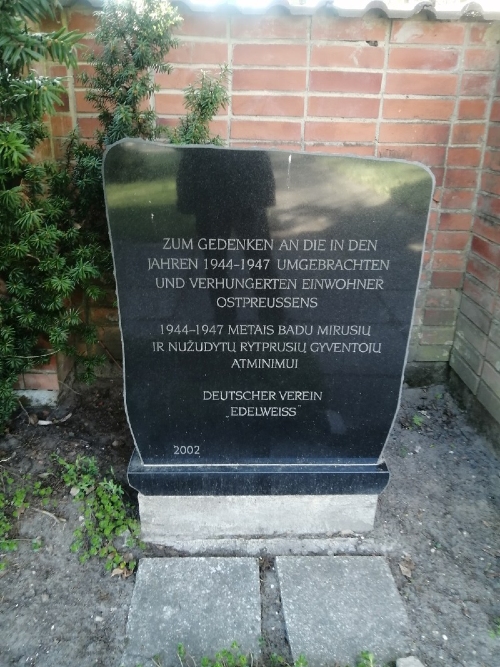 ZUM GEDENKEN AN DIE IN DEN
JAHREN 1944-1947 UMGEBRACHTEN
UND VERHUNGERTEN EINWOHNER
OSTPREUSSENS
1944-1947 METAIS BADU MIRUSIŲ
IR NUŽUDYTŲ RYTPRUSIŲ GYVENTOJŲ
ATMINIMUI
DEUTSCHER VEREIN
„EDELWEISS“
2002